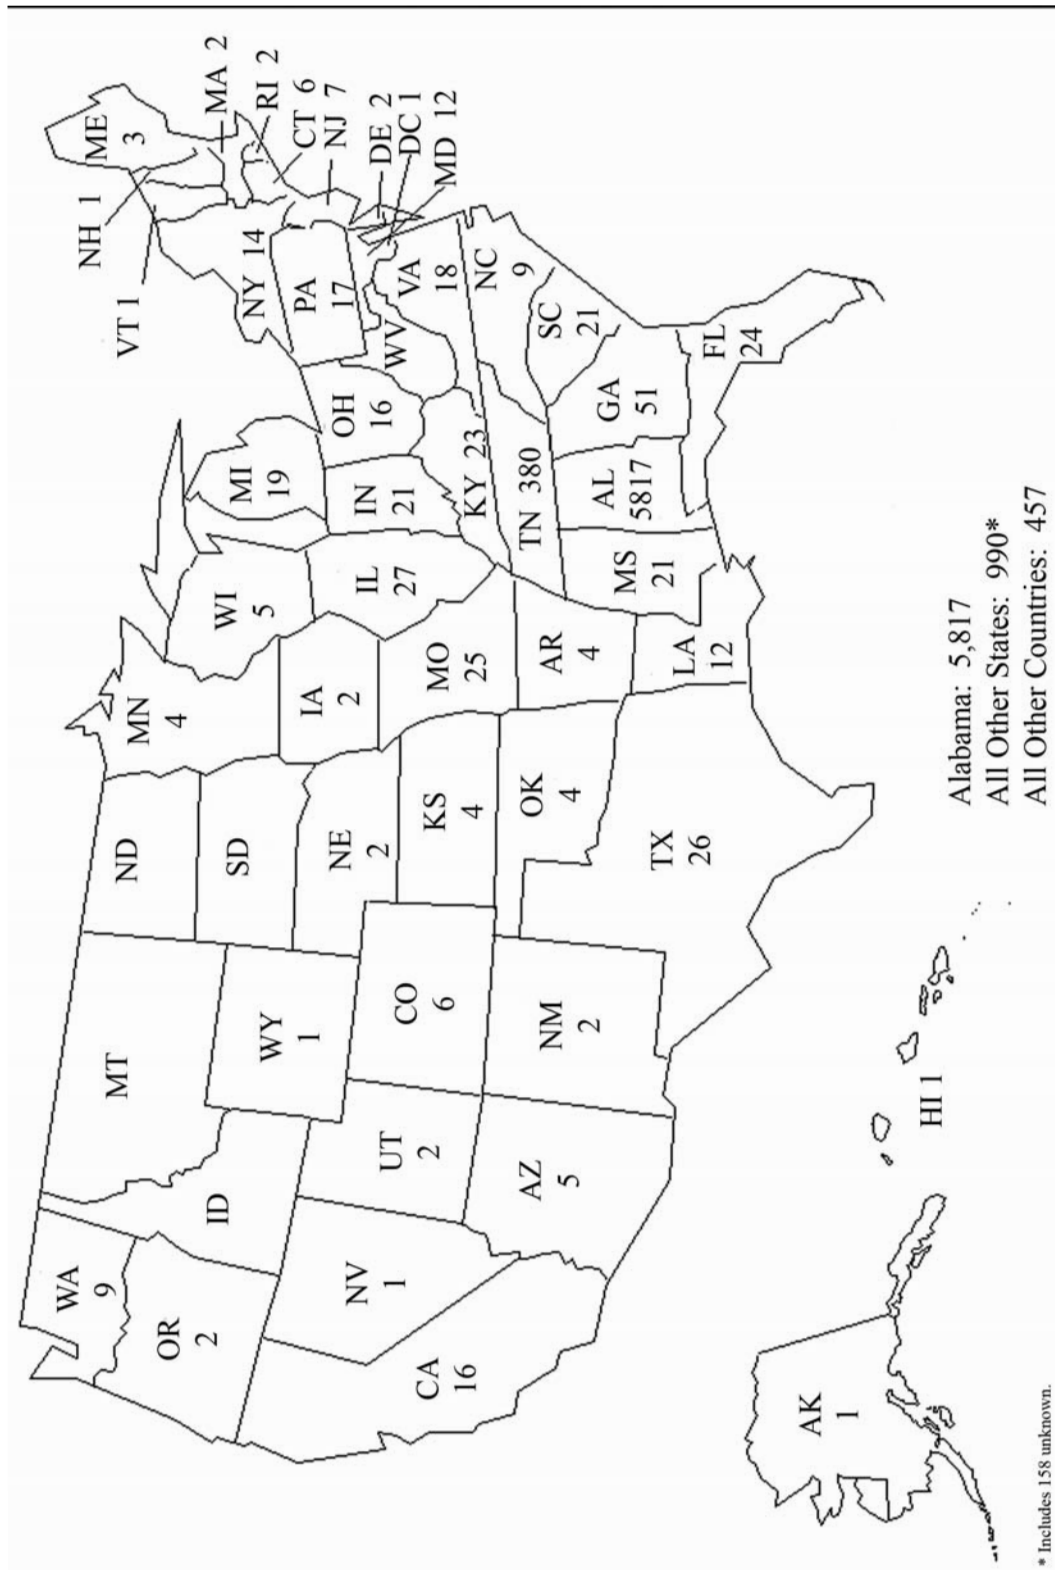 WA
9
OR
2
CA
16
NV
1
ID
MT
WY
1
UT
2
AZ
5
CO
6
NM
2
ND
SD
NE
2
KS
4
OK
4
TX
26
MN
4
IA
2
MO
25
AR
4
LA
12
WI
5
IL
27
MS
21
MI
19
IN
21
OH
16
KY 23
TN 380
AL
5817
GA
51
FL
24
SC
21
NC
9
VA
18
WV
PA
17
NY 14
VT 1
NH 1
ME
3
MA 2
RI 2
CT 6
NJ 7
DE 2
DC 1
MD 12
AK
1
HI 1
Alabama: 5,817
All Other States: 990*
All Other Countries: 457
* Includes 158 unknown.